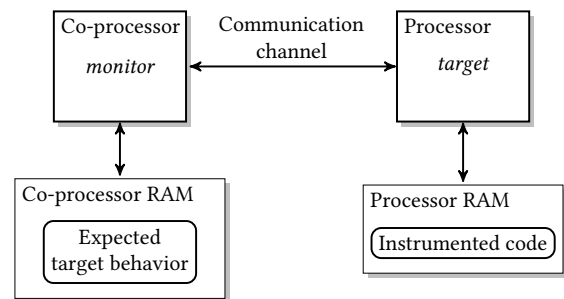 Co-processor
monitor
Communication
channel
Processor
target
Co-processor RAM
Expected
target behavior
Processor RAM
Instrumented code